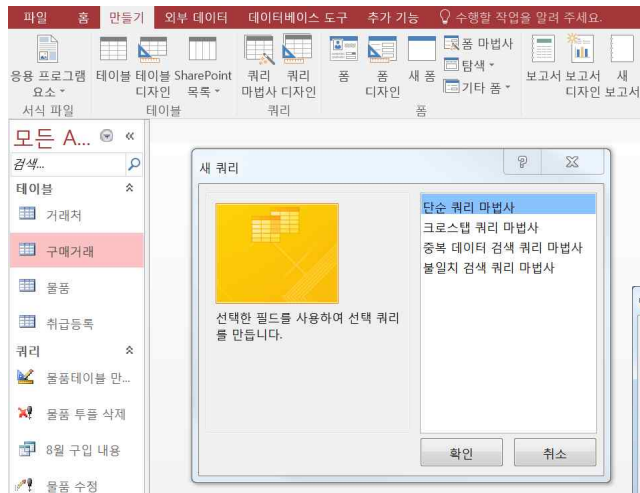 파일 홈 만들기 외부 데이터 데이터베이스 도구 추가 기능 수행할 작업을 알려 주세요.
응용 프로그램 요소
테이블
테이블 디자인
SharePoint 목록
쿼리 마법사
쿼리 디자인
폼
폼 디자인
새 폼
폼 마법사
탐색
기타 폼
보고서
보고서 디자인
새 보고서
서식 파일 테이블 쿼리 폼
모든 A...
검색...
테이블
거래처
구매거래
물품
취급등록
쿼리
물품테이블 만...
물품 투플 삭제
8월 구입 내용
물품 수정
새 쿼리
선택한 필드를 사용하여 선택 쿼리
를 만듭니다.
단순 쿼리 마법사
크로스탭 쿼리 마법사
중복 데이터 검색 쿼리 마법사
불일치 검색 쿼리 마법사
확인 취소